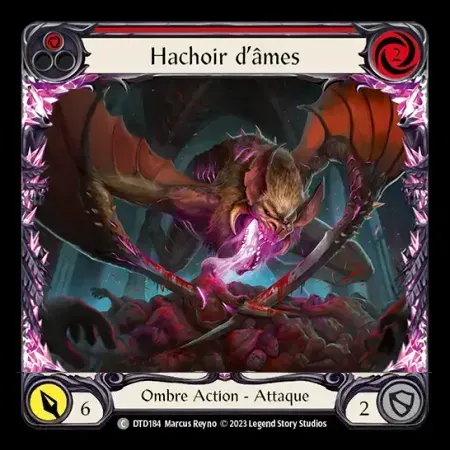 Hachoir d'âmes
2
Ombre Action - Attaque
6
2
C DTD184 Marcus Reyno ©2023 Legend Story Studios